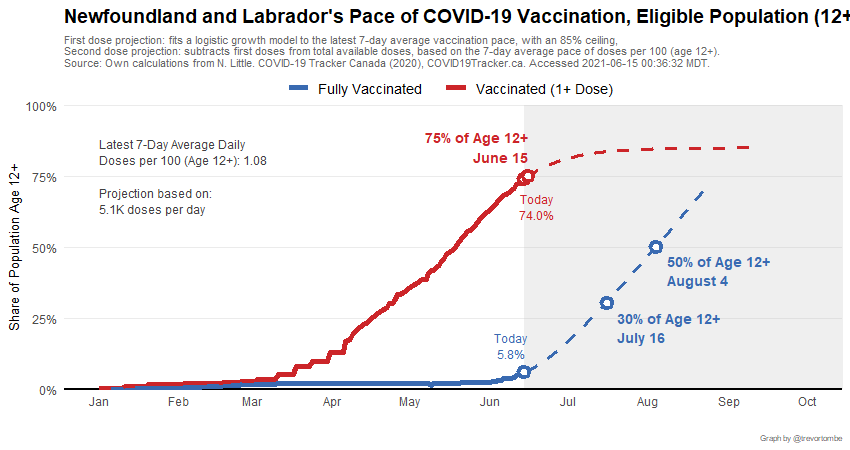 Newfoundland and Labrador's Pace of COVID-19 Vaccination, Eligible Population (12+
First dose projection: fits a logistic growth model to the latest 7-day average vaccination pace, with an 85% ceiling,
Second dose projection: subtracts first doses from total available doses, based on the 7-day average pace of doses per 100 (age 12+).
Source: Own calculations from N. Little. COVID-19 Tracker Canada (2020), COVID19Tracker.ca. Accessed 2021-06-15 00:36:32 MDT.
Fully Vaccinated Vaccinated (1+ Dose)
100%
75%
50%
25%
0%
Share of Population Age 12+
Latest 7-Day Average Daily
Doses per 100 (Age 12+): 1.08
Projection based on:
5.1K doses per day
75% of Age 12+
June 15
Today
74.0%
50% of Age 12+
August 4
30% of Age 12+
July 16
Today
5.8%
Jan Feb Mar Apr May Jun Jul Aug Sep Oct
Graph by @trevortombe